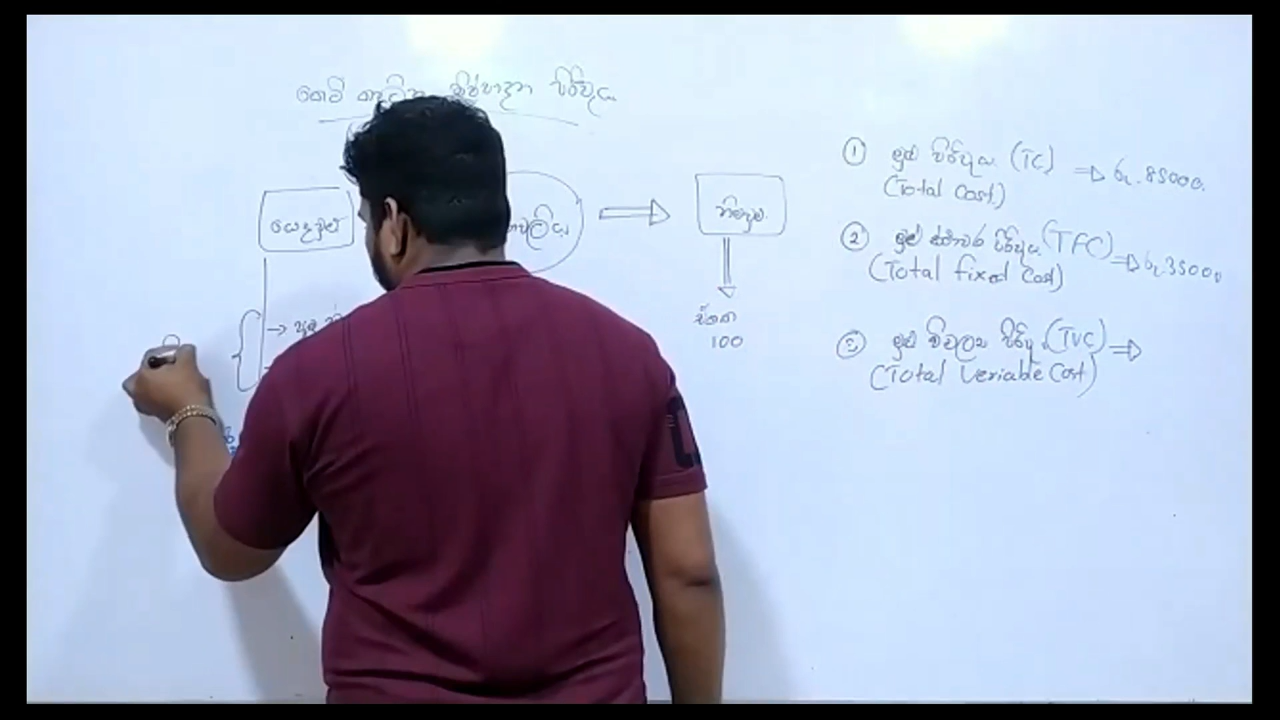 කෙටි කාලීන නිෂ්පාදන පිරිවැය
යෙදවුම්
නිමැවුම
ඒකක
100
① මුළු පිරිවැය (TC) ⇒ රු. 85000.
(Total Cost)
② මුළු ස්ථාවර පිරිවැය (TFC) ⇒ රු. 35000
(Total fixed Cost)
③ මුළු විචල්‍ය පිරිවැ. (TVC) ⇒
(Total Veriable Cost)